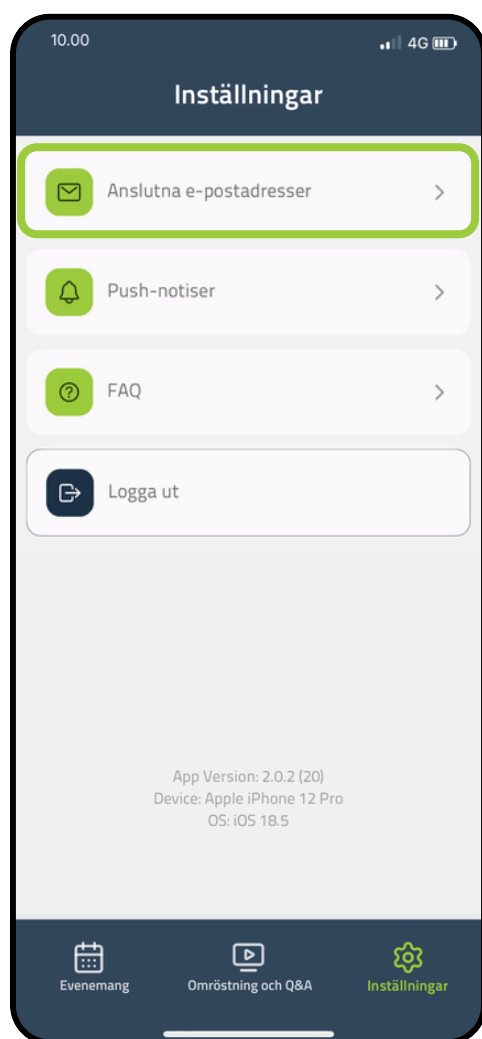 10.00
4G
Inställningar
Anslutna e-postadresser
Push-notiser
FAQ
Logga ut
App Version: 2.0.2 (20)
Device: Apple iPhone 12 Pro
OS: iOS 18.5
Evenemang
Omröstning och Q&A
Inställningar